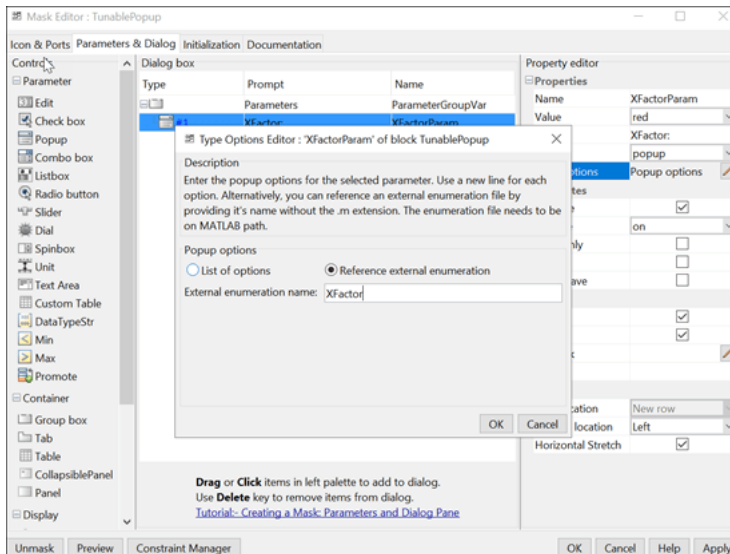 Mask Editor : TunablePopup
Icon & Ports Parameters & Dialog Initialization Documentation
Controls
Parameter
Edit
Check box
Popup
Combo box
Listbox
Radio button
Slider
Dial
Spinbox
Unit
Text Area
Custom Table
DataTypeStr
Min
Max
Promote
Container
Group box
Tab
Table
CollapsiblePanel
Panel
Display
Dialog box
Type Prompt Name
Parameters ParameterGroupVar
#1 XFactor: XFactorParam
Type Options Editor : 'XFactorParam' of block TunablePopup
Description
Enter the popup options for the selected parameter. Use a new line for each
option. Alternatively, you can reference an external enumeration file by
providing it's name without the .m extension. The enumeration file needs to be
on MATLAB path.
Popup options
List of options Reference external enumeration
External enumeration name: XFactor
OK Cancel
Drag or Click items in left palette to add to dialog.
Use Delete key to remove items from dialog.
Tutorial:- Creating a Mask: Parameters and Dialog Pane
Property editor
Properties
Name XFactorParam
Value red
XFactor:
popup
Popup options
on
New row
location Left
Horizontal Stretch
Unmask Preview Constraint Manager
OK Cancel Help Apply